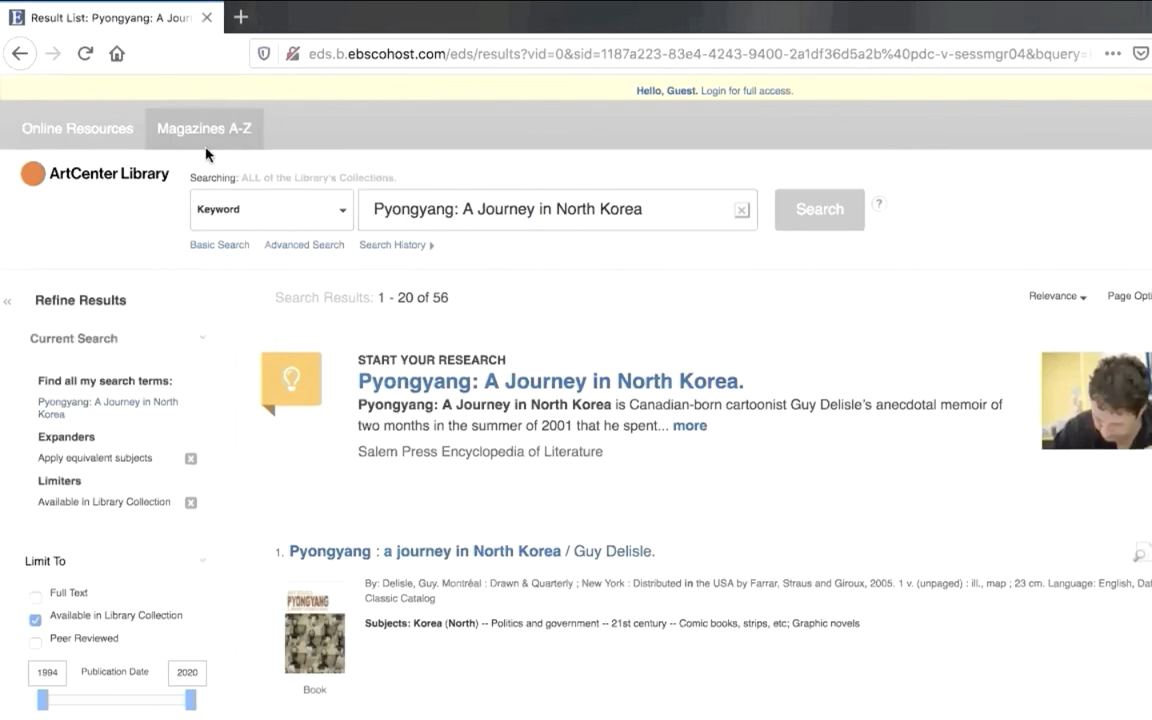 Result List: Pyongyang: A Jour
eds.b.ebscohost.com/eds/results?vid=0&sid=1187a223-83e4-4243-9400-2a1df36d5a2b%40pdc-v-sessmgr04&bquery=
Hello, Guest. Login for full access.
Online Resources
Magazines A-Z
ArtCenter Library
Searching: ALL of the Library's Collections.
Keyword
Pyongyang: A Journey in North Korea
Search
?
Basic Search
Advanced Search
Search History
Refine Results
Search Results: 1 - 20 of 56
Relevance
Page Opti
Current Search
Find all my search terms:
Pyongyang: A Journey in North
Korea
Expanders
Apply equivalent subjects
Limiters
Available in Library Collection
Limit To
Full Text
Available in Library Collection
Peer Reviewed
1994
Publication Date
2020
START YOUR RESEARCH
Pyongyang: A Journey in North Korea.
Pyongyang: A Journey in North Korea is Canadian-born cartoonist Guy Delisle's anecdotal memoir of
two months in the summer of 2001 that he spent... more
Salem Press Encyclopedia of Literature
1. Pyongyang : a journey in North Korea / Guy Delisle.
By: Delisle, Guy. Montréal : Drawn & Quarterly ; New York : Distributed in the USA by Farrar, Straus and Giroux, 2005. 1 v. (unpaged) : ill., map ; 23 cm. Language: English, Dat
Classic Catalog
Subjects: Korea (North) -- Politics and government -- 21st century -- Comic books, strips, etc; Graphic novels
PYONGYANG
Book